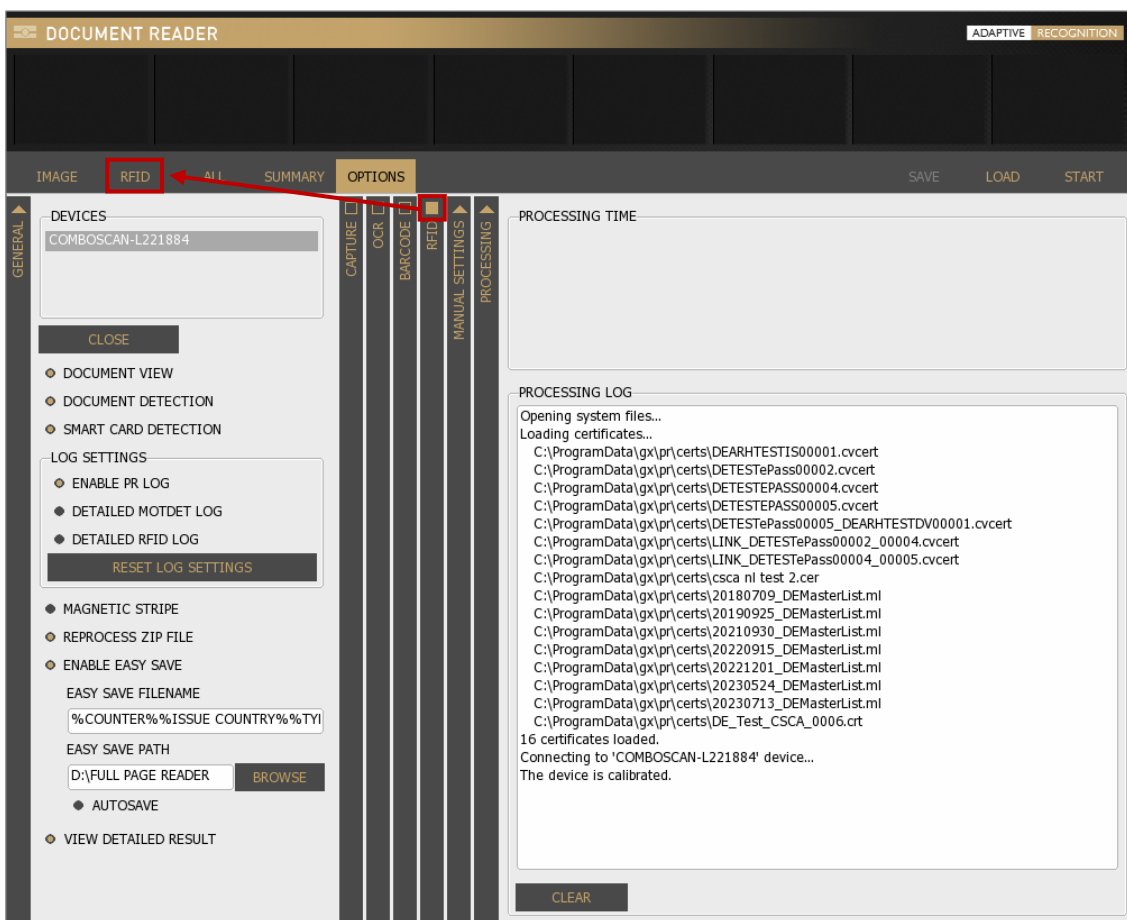 DOCUMENT READER
ADAPTIVE RECOGNITION
IMAGE RFID ALL SUMMARY OPTIONS SAVE LOAD START
GENERAL
DEVICES
COMBOSCAN-L221884
CLOSE
DOCUMENT VIEW
DOCUMENT DETECTION
SMART CARD DETECTION
LOG SETTINGS
ENABLE PR LOG
DETAILED MOTDET LOG
DETAILED RFID LOG
RESET LOG SETTINGS
MAGNETIC STRIPE
REPROCESS ZIP FILE
ENABLE EASY SAVE
EASY SAVE FILENAME
%COUNTER%%ISSUE COUNTRY%%TY
EASY SAVE PATH
D:\FULL PAGE READER BROWSE
AUTOSAVE
VIEW DETAILED RESULT
CAPTURE
OCR
BARCODE
RFID
MANUAL SETTINGS
PROCESSING
PROCESSING TIME
PROCESSING LOG
Opening system files...
Loading certificates...
C:\ProgramData\gx\pr\certs\DEARHTESTIS00001.cvcert
C:\ProgramData\gx\pr\certs\DETESTePass00002.cvcert
C:\ProgramData\gx\pr\certs\DETESTEPASS00004.cvcert
C:\ProgramData\gx\pr\certs\DETESTEPASS00005.cvcert
C:\ProgramData\gx\pr\certs\DETESTePass00005_DEARHTESTDV00001.cvcert
C:\ProgramData\gx\pr\certs\LINK_DETESTePass00002_00004.cvcert
C:\ProgramData\gx\pr\certs\LINK_DETESTePass00004_00005.cvcert
C:\ProgramData\gx\pr\certs\csca nl test 2.cer
C:\ProgramData\gx\pr\certs\20180709_DEMasterList.ml
C:\ProgramData\gx\pr\certs\20190925_DEMasterList.ml
C:\ProgramData\gx\pr\certs\20210930_DEMasterList.ml
C:\ProgramData\gx\pr\certs\20220915_DEMasterList.ml
C:\ProgramData\gx\pr\certs\20221201_DEMasterList.ml
C:\ProgramData\gx\pr\certs\20230524_DEMasterList.ml
C:\ProgramData\gx\pr\certs\20230713_DEMasterList.ml
C:\ProgramData\gx\pr\certs\DE_Test_CSCA_0006.crt
16 certificates loaded.
Connecting to 'COMBOSCAN-L221884' device...
The device is calibrated.
CLEAR